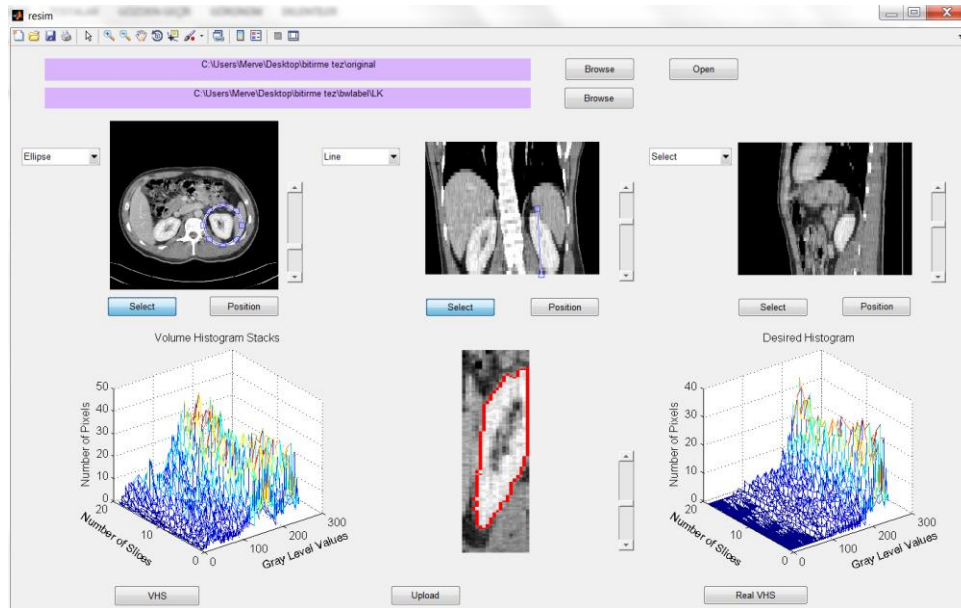 resim
C:\Users\Merve\Desktop\bitirme tez\original
Browse
Open
C:\Users\Merve\Desktop\bitirme tez\bwlabel\LK
Browse
Ellipse
Line
Select
Select
Position
Select
Position
Select
Position
Volume Histogram Stacks
Desired Histogram
50
40
30
20
10
0
Number of Pixels
20
10
0
Number of Slices
0
100
200
300
Gray Level Values
40
30
20
10
0
Number of Pixels
20
10
0
Number of Slices
0
100
200
300
Gray Level Values
VHS
Upload
Real VHS